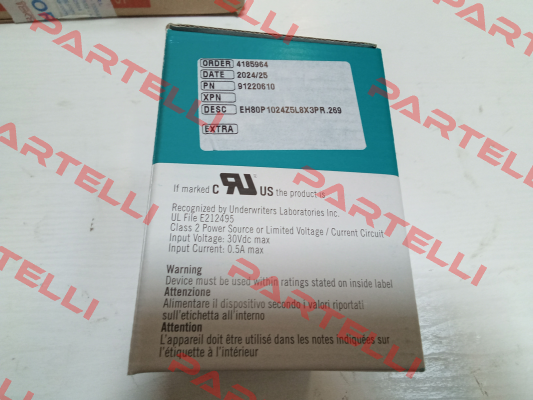 ORDER 4185964
DATE 2024/25
PN 91220610
XPN
DESC EH80P1024Z5L8X3PR.269
EXTRA
If marked C RU US the product is
Recognized by Underwriters Laboratories Inc.
UL File E212495
Class 2 Power Source or Limited Voltage / Current Circuit
Input Voltage: 30Vdc max
Input Current: 0.5A max
Warning
Device must be used within ratings stated on inside label
Attenzione
Alimentare il dispositivo secondo i valori riportati
sull'etichetta all'interno
Attention
L'appareil doit être utilisé dans les notes indiquées sur
l'étiquette à l'intérieur
PARTELLI
PARTELLI
PARTELLI
PARTELLI
PARTELLI